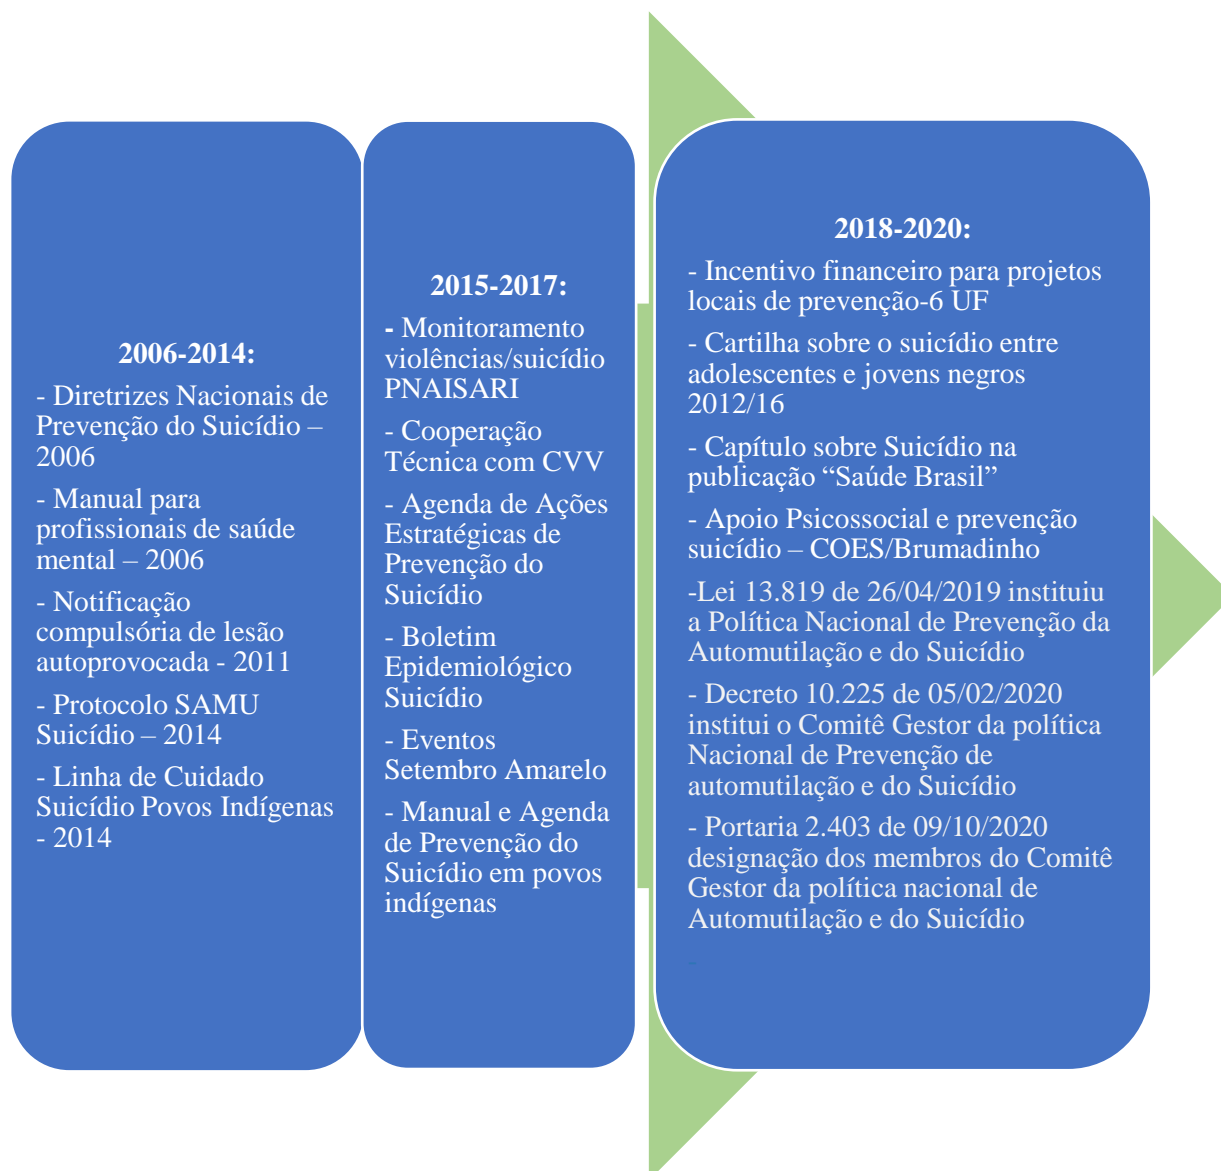 2006-2014:
- Diretrizes Nacionais de
Prevenção do Suicídio –
2006
- Manual para
profissionais de saúde
mental – 2006
- Notificação
compulsória de lesão
autoprovocada - 2011
- Protocolo SAMU
Suicídio – 2014
- Linha de Cuidado
Suicídio Povos Indígenas
- 2014
2015-2017:
- Monitoramento
violências/suicídio
PNAISARI
- Cooperação
Técnica com CVV
- Agenda de Ações
Estratégicas de
Prevenção do
Suicídio
- Boletim
Epidemiológico
Suicídio
- Eventos
Setembro Amarelo
- Manual e Agenda
de Prevenção do
Suicídio em povos
indígenas
2018-2020:
- Incentivo financeiro para projetos
locais de prevenção-6 UF
- Cartilha sobre o suicídio entre
adolescentes e jovens negros
2012/16
- Capítulo sobre Suicídio na
publicação “Saúde Brasil”
- Apoio Psicossocial e prevenção
suicídio – COES/Brumadinho
-Lei 13.819 de 26/04/2019 instituiu
a Política Nacional de Prevenção da
Automutilação e do Suicídio
- Decreto 10.225 de 05/02/2020
institui o Comitê Gestor da política
Nacional de Prevenção de
automutilação e do Suicídio
- Portaria 2.403 de 09/10/2020
designação dos membros do Comitê
Gestor da política nacional de
Automutilação e do Suicídio
-